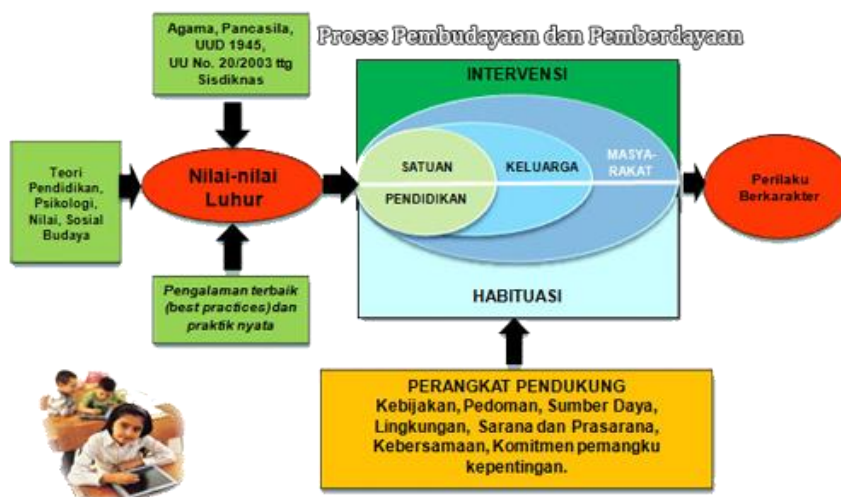 Proses Pembudayaan dan Pemberdayaan
Agama, Pancasila,
UUD 1945,
UU No. 20/2003 ttg
Sisdiknas
Teori
Pendidikan,
Psikologi,
Nilai, Sosial
Budaya
Nilai-nilai
Luhur
Pengalaman terbaik
(best practices)dan
praktik nyata
INTERVENSI
SATUAN
PENDIDIKAN
KELUARGA
MASYA-
RAKAT
HABITUASI
Perilaku
Berkarakter
PERANGKAT PENDUKUNG
Kebijakan, Pedoman, Sumber Daya,
Lingkungan, Sarana dan Prasarana,
Kebersamaan, Komitmen pemangku
kepentingan.